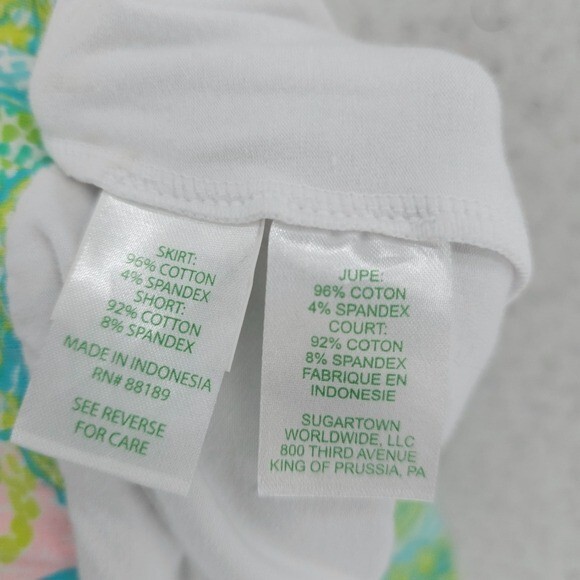 SKIRT:
96% COTTON
4% SPANDEX
SHORT:
92% COTTON
8% SPANDEX
MADE IN INDONESIA
RN# 88189
SEE REVERSE
FOR CARE
JUPE:
96% COTON
4% SPANDEX
COURT:
92% COTON
8% SPANDEX
FABRIQUE EN
INDONESIE
SUGARTOWN
WORLDWIDE, LLC
800 THIRD AVENUE
KING OF PRUSSIA, PA